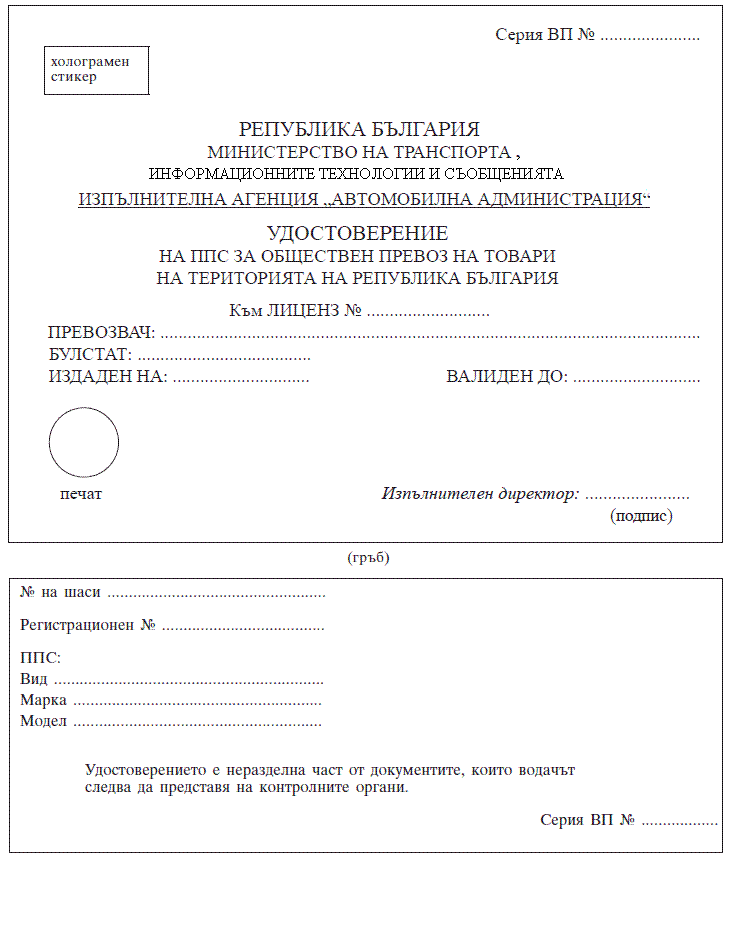 Серия ВП № ......................
холограмен
стикер
РЕПУБЛИКА БЪЛГАРИЯ
МИНИСТЕРСТВО НА ТРАНСПОРТА ,
ИНФОРМАЦИОННИТЕ ТЕХНОЛОГИИ И СЪОБЩЕНИЯТА
ИЗПЪЛНИТЕЛНА АГЕНЦИЯ „АВТОМОБИЛНА АДМИНИСТРАЦИЯ“
УДОСТОВЕРЕНИЕ
НА ППС ЗА ОБЩЕСТВЕН ПРЕВОЗ НА ТОВАРИ
НА ТЕРИТОРИЯТА НА РЕПУБЛИКА БЪЛГАРИЯ
Към ЛИЦЕНЗ № ...........................
ПРЕВОЗВАЧ: .......................................................................................................................
БУЛСТАТ: ......................................
ИЗДАДЕН НА: .............................. ВАЛИДЕН ДО: ............................
печат Изпълнителен директор: .......................
(подпис)
(гръб)
№ на шаси ...................................................
Регистрационен № ......................................
ППС:
Вид ...............................................................
Марка ..........................................................
Модел ..........................................................
Удостоверението е неразделна част от документите, които водачът
следва да представя на контролните органи.
Серия ВП № ..................